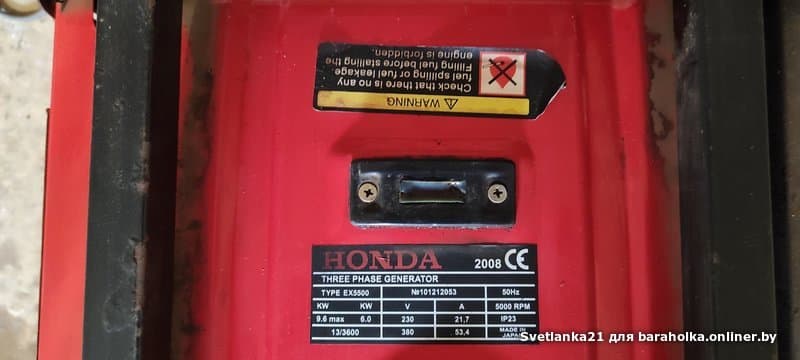 WARNING
Check that there is no any
fuel spilling or fuel leakage
Filling fuel before stalling the
engine is forbidden.
HONDA 2008 CE
THREE PHASE GENERATOR
TYPE EX5500 №101212053 50Hz
KW KW V A 5000 RPM
9.6 max 6.0 230 21,7 IP23
13/3600 380 53,4 MADE IN
JAPAN
Svetlanka21 для baraholka.onliner.by